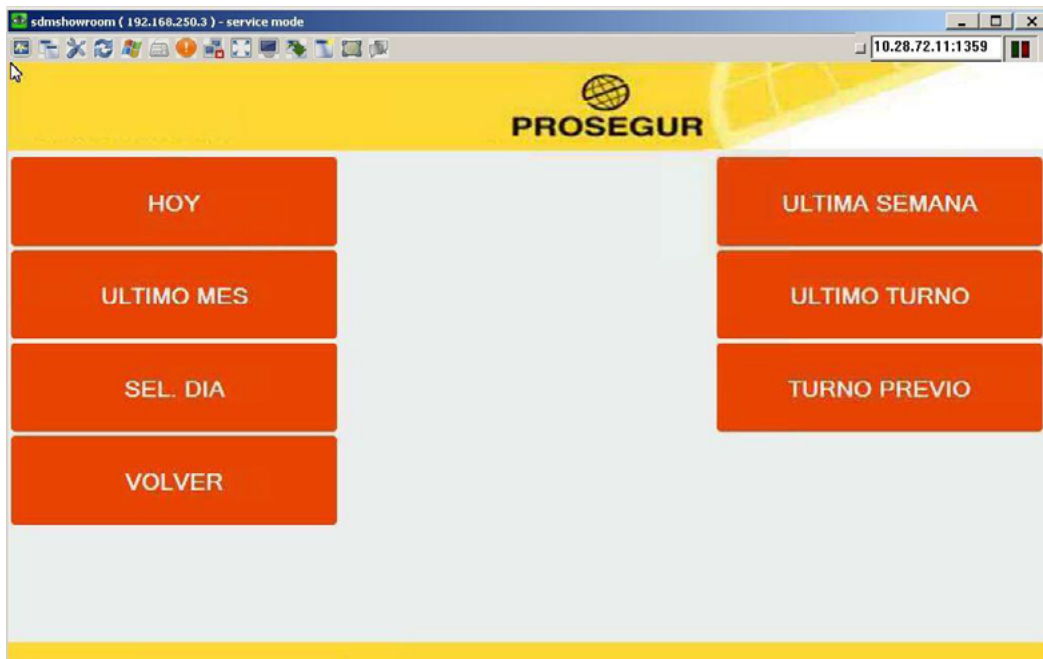 sdmshowroom ( 192.168.250.3 ) - service mode
10.28.72.11:1359
PROSEGUR
HOY
ULTIMA SEMANA
ULTIMO MES
ULTIMO TURNO
SEL. DIA
TURNO PREVIO
VOLVER